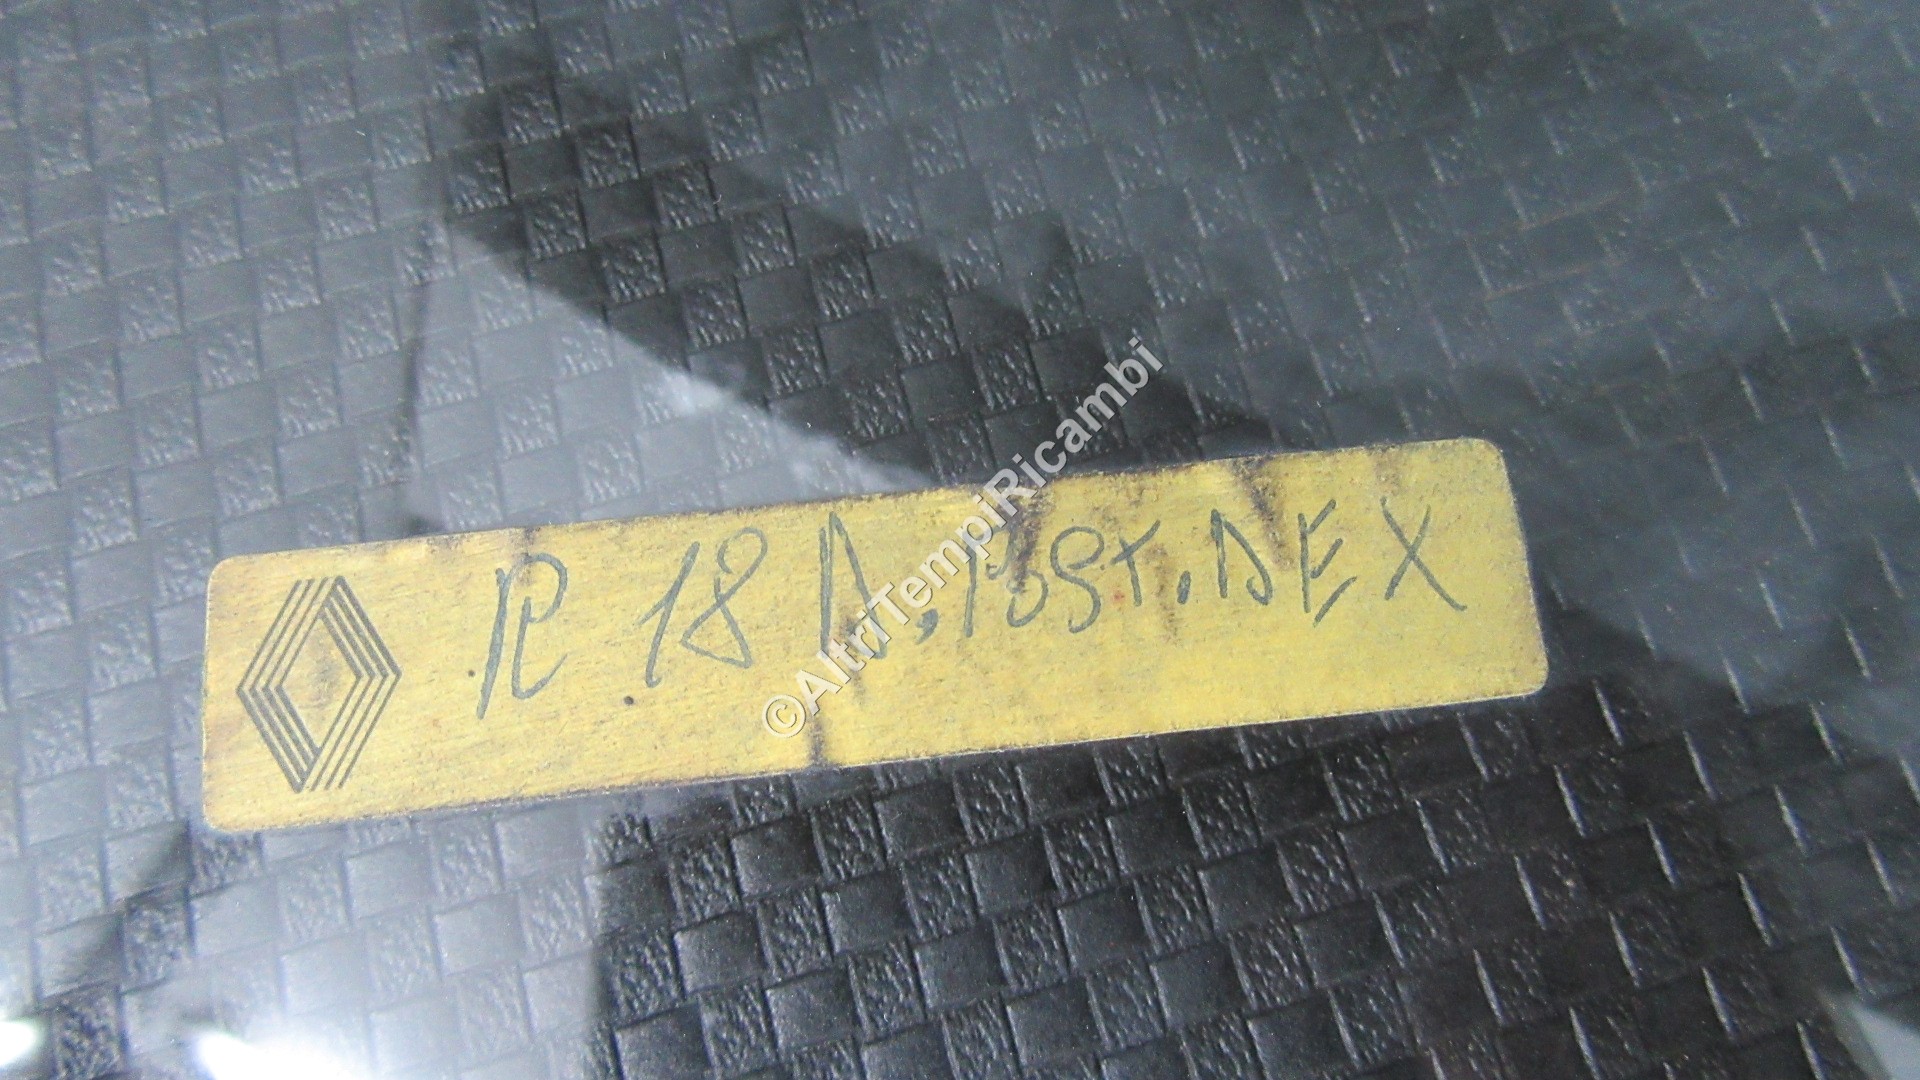 R 18 D, POST. DEX
©AltriTempiRicambi